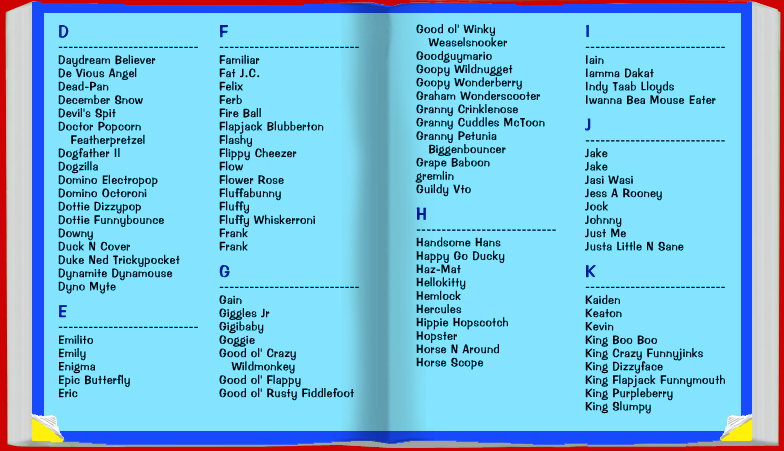 D
Daydream Believer
De Vious Angel
Dead-Pan
December Snow
Devil's Spit
Doctor Popcorn
Featherpretzel
Dogfather II
Dogzilla
Domino Electropop
Domino Octoroni
Dottie Dizzypop
Dottie Funnybounce
Downy
Duck N Cover
Duke Ned Trickypocket
Dynamite Dynamouse
Dyno Myte
E
Emilito
Emily
Enigma
Epic Butterfly
Eric
F
Familiar
Fat J.C.
Felix
Ferb
Fire Ball
Flapjack Blubberton
Flashy
Flippy Cheezer
Flow
Flower Rose
Fluffabunny
Fluffy
Fluffy Whiskerroni
Frank
Frank
G
Gain
Giggles Jr
Gigibaby
Goggie
Good ol' Crazy
Wildmonkey
Good ol' Flappy
Good ol' Rusty Fiddlefoot
Good ol' Winky
Weaselsnooker
Goodguymario
Goopy Wildnugget
Goopy Wonderberry
Graham Wonderscooter
Granny Crinklenose
Granny Cuddles McToon
Granny Petunia
Biggenbouncer
Grape Baboon
gremlin
Guildy Vto
H
Handsome Hans
Happy Go Ducky
Haz-Mat
Hellokitty
Hemlock
Hercules
Hippie Hopscotch
Hopster
Horse N Around
Horse Scope
I
Iain
Iamma Dakat
Indy Taab Lloyds
Iwanna Bea Mouse Eater
J
Jake
Jake
Jasi Wasi
Jess A Rooney
Jock
Johnny
Just Me
Justa Little N Sane
K
Kaiden
Keaton
Kevin
King Boo Boo
King Crazy Funnyjinks
King Dizzyface
King Flapjack Funnymouth
King Purpleberry
King Slumpy